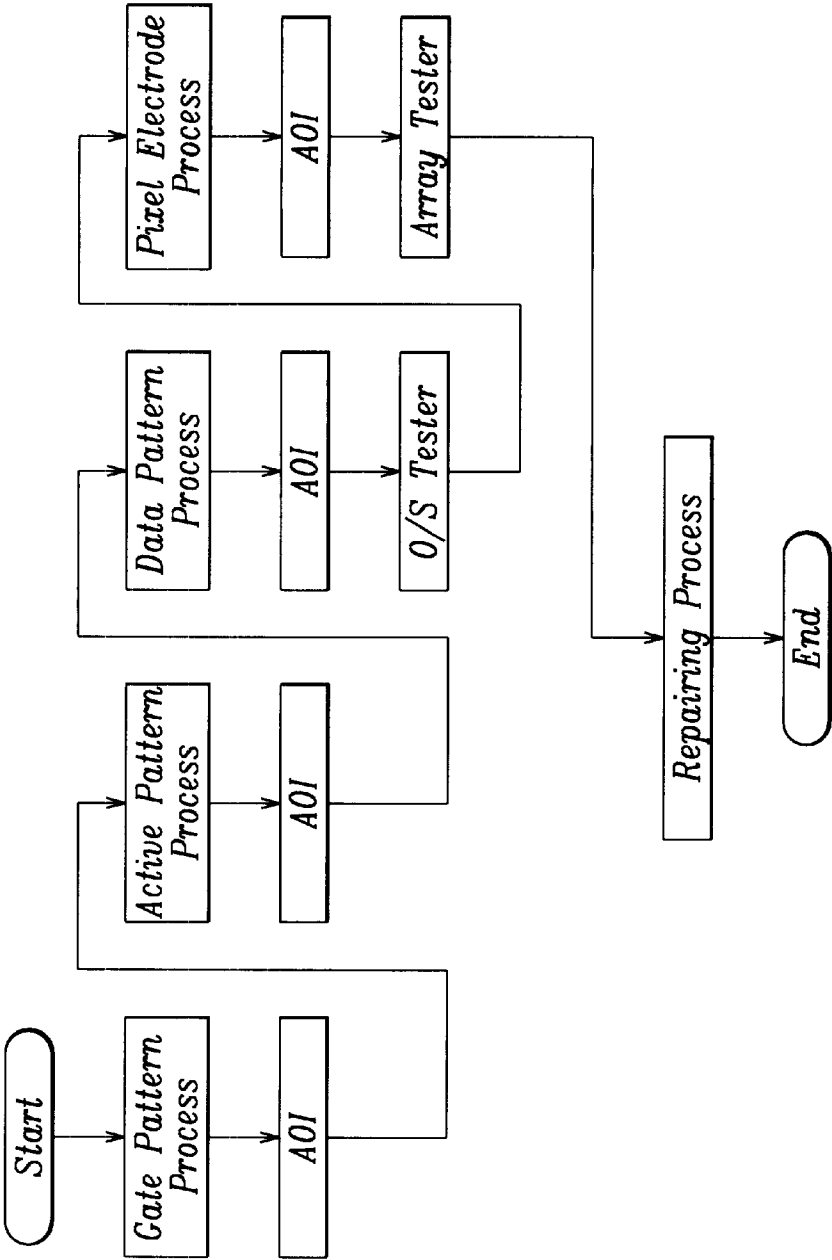 Start
Gate Pattern
Process
AOI
Active Pattern
Process
AOI
Data Pattern
Process
AOI
O/S Tester
Pixel Electrode
Process
AOI
Array Tester
Repairing Process
End